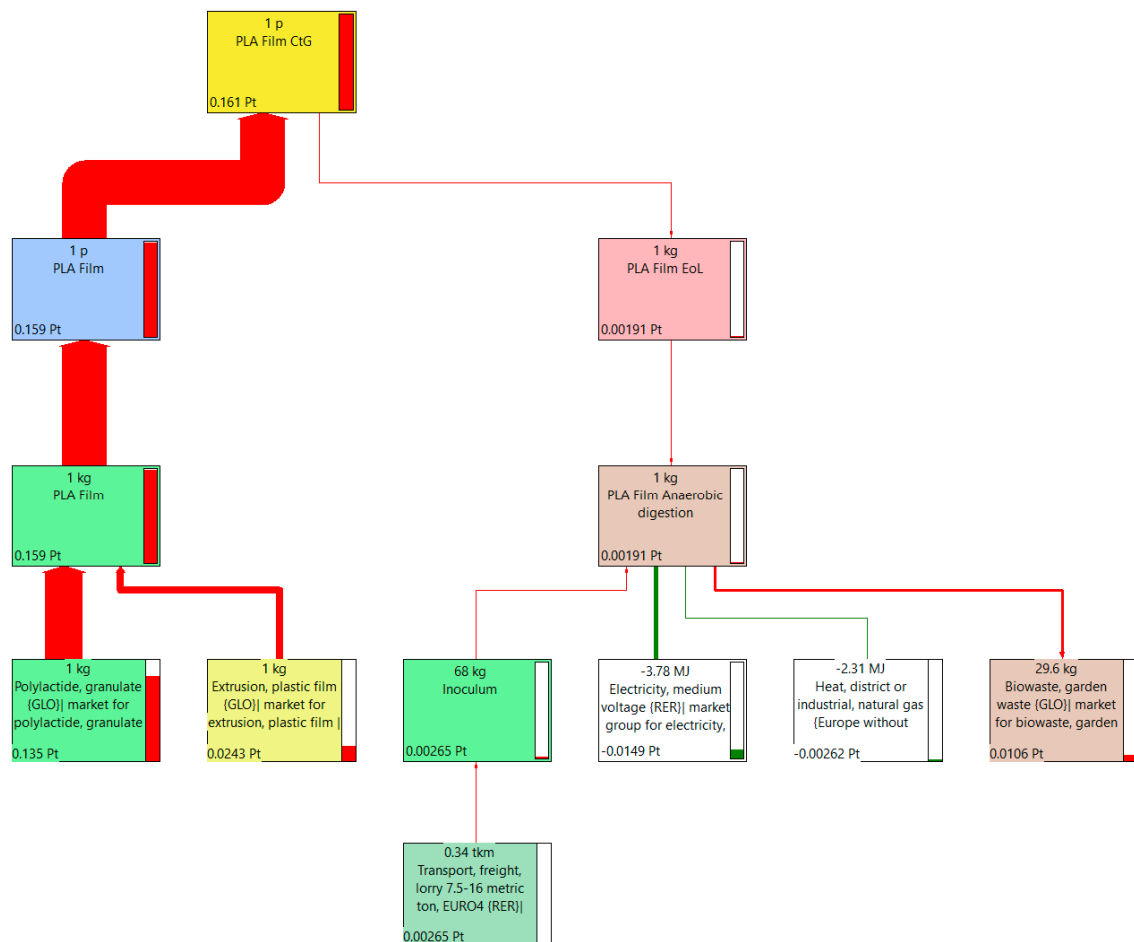 1 p
PLA Film CtG
0.161 Pt
1 p
PLA Film
0.159 Pt
1 kg
PLA Film EoL
0.00191 Pt
1 kg
PLA Film
0.159 Pt
1 kg
PLA Film Anaerobic
digestion
0.00191 Pt
1 kg
Polylactide, granulate
{GLO}| market for
polylactide, granulate
0.135 Pt
1 kg
Extrusion, plastic film
{GLO}| market for
extrusion, plastic film |
0.0243 Pt
68 kg
Inoculum
0.00265 Pt
-3.78 MJ
Electricity, medium
voltage {RER}| market
group for electricity,
-0.0149 Pt
-2.31 MJ
Heat, district or
industrial, natural gas
{Europe without
-0.00262 Pt
29.6 kg
Biowaste, garden
waste {GLO}| market
for biowaste, garden
0.0106 Pt
0.34 tkm
Transport, freight,
lorry 7.5-16 metric
ton, EURO4 {RER}|
0.00265 Pt